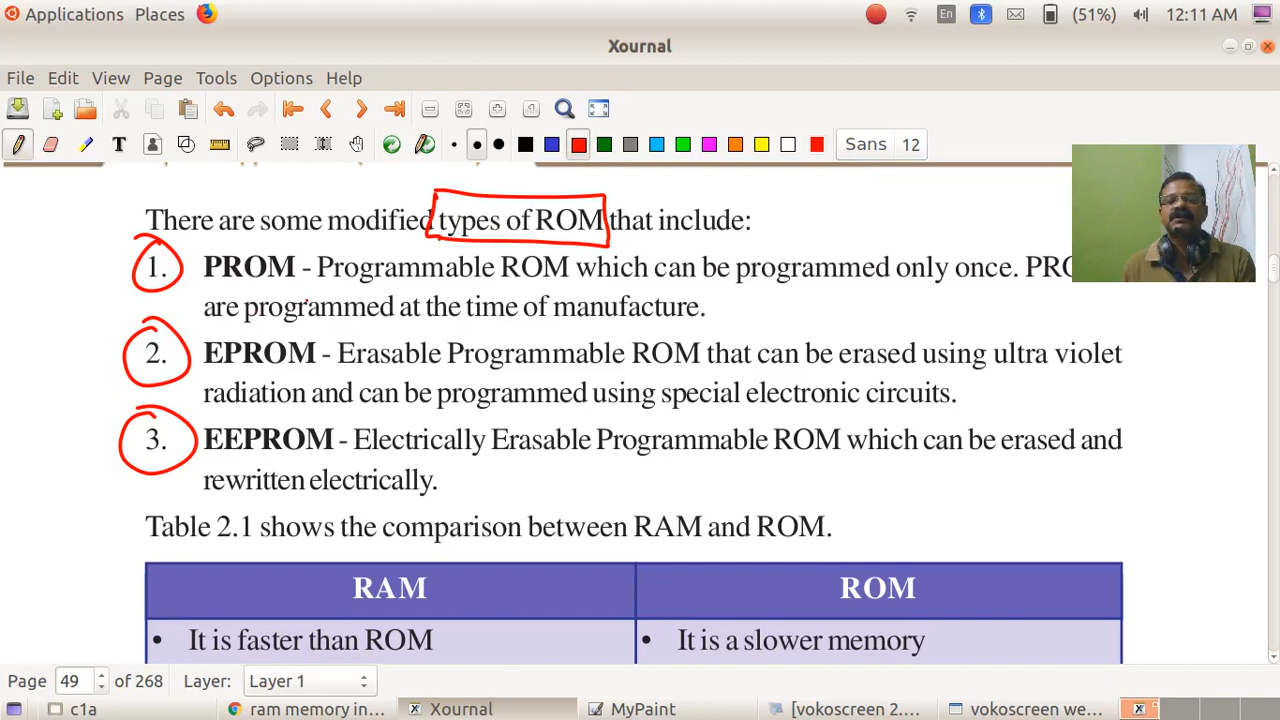 Applications Places En (51%) 12:11 AM
Xournal
File Edit View Page Tools Options Help
T Sans 12
There are some modified types of ROM that include:
1. PROM - Programmable ROM which can be programmed only once.
are programmed at the time of manufacture.
2. EPROM - Erasable Programmable ROM that can be erased using ultra violet
radiation and can be programmed using special electronic circuits.
3. EEPROM - Electrically Erasable Programmable ROM which can be erased and
rewritten electrically.
Table 2.1 shows the comparison between RAM and ROM.
RAM ROM
• It is faster than ROM • It is a slower memory
Page 49 of 268 Layer: Layer 1
c1a ram memory in... Xournal MyPaint [vokoscreen 2.... vokoscreen we...